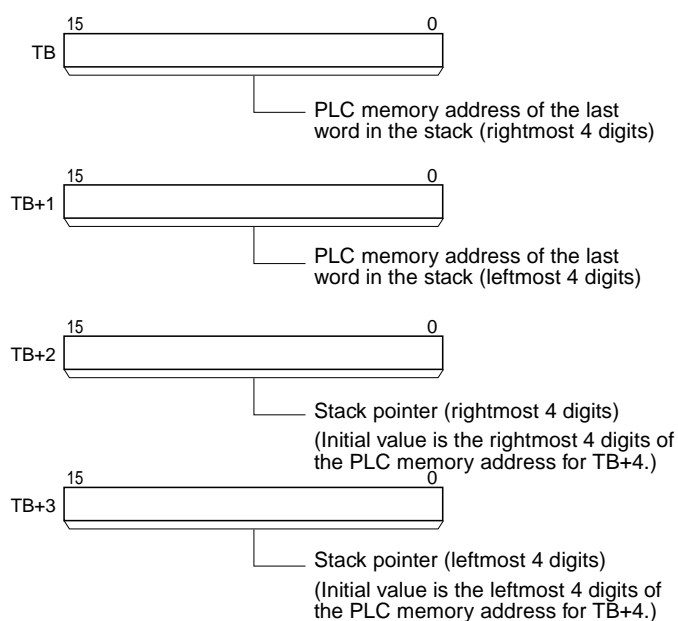 15 0
TB
PLC memory address of the last
word in the stack (rightmost 4 digits)
15 0
TB+1
PLC memory address of the last
word in the stack (leftmost 4 digits)
15 0
TB+2
Stack pointer (rightmost 4 digits)
(Initial value is the rightmost 4 digits of
the PLC memory address for TB+4.)
15 0
TB+3
Stack pointer (leftmost 4 digits)
(Initial value is the leftmost 4 digits of
the PLC memory address for TB+4.)